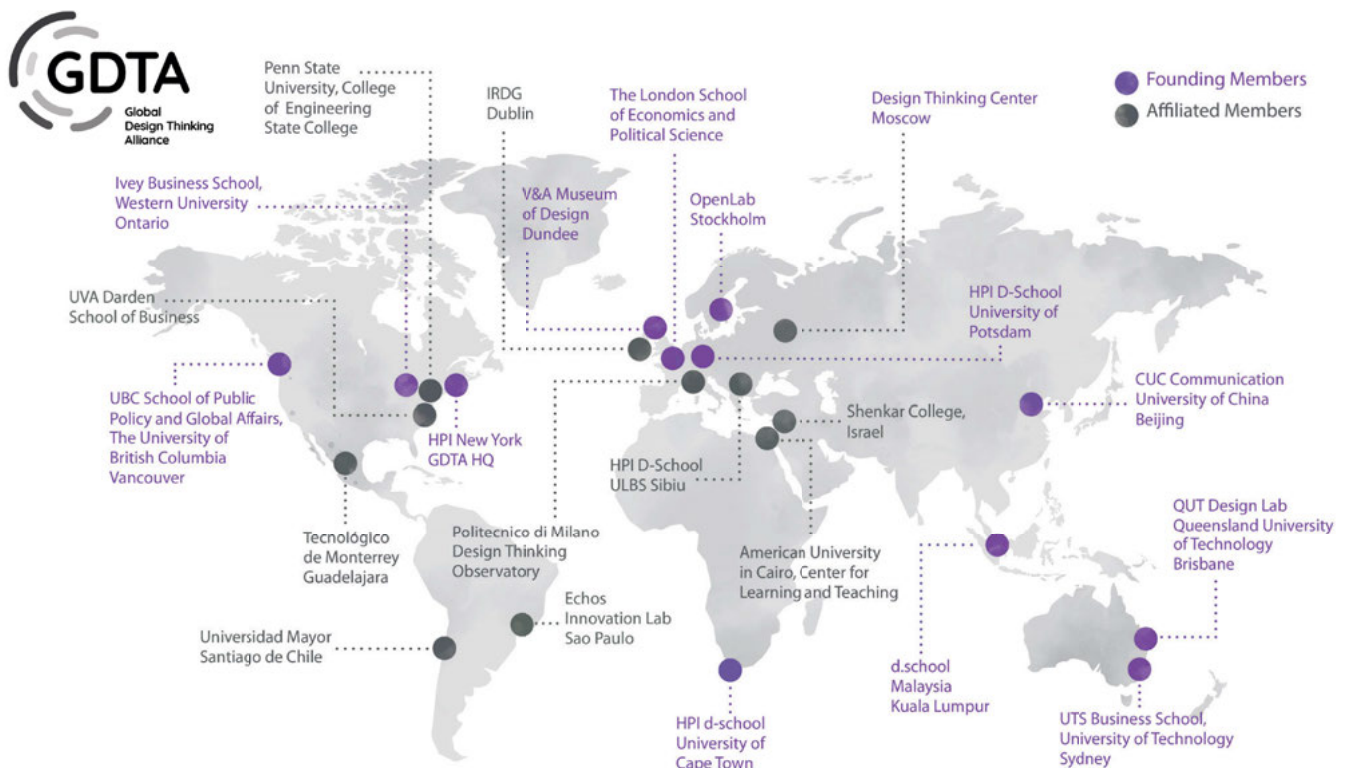 GDTA
Global
Design Thinking
Alliance
Penn State
University, College
of Engineering
State College
IRDG
Dublin
The London School
of Economics and
Political Science
Design Thinking Center
Moscow
Founding Members
Affiliated Members
Ivey Business School,
Western University
Ontario
V&A Museum
of Design
Dundee
OpenLab
Stockholm
UVA Darden
School of Business
HPI D-School
University of
Potsdam
UBC School of Public
Policy and Global Affairs,
The University of
British Columbia
Vancouver
HPI New York
GDTA HQ
CUC Communication
University of China
Beijing
Shenkar College,
Israel
HPI D-School
ULBS Sibiu
Tecnológico
de Monterrey
Guadelajara
Politecnico di Milano
Design Thinking
Observatory
American University
in Cairo, Center for
Learning and Teaching
QUT Design Lab
Queensland University
of Technology
Brisbane
Echos
Innovation Lab
Sao Paulo
Universidad Mayor
Santiago de Chile
d.school
Malaysia
Kuala Lumpur
HPI d-school
University of
Cape Town
UTS Business School,
University of Technology
Sydney